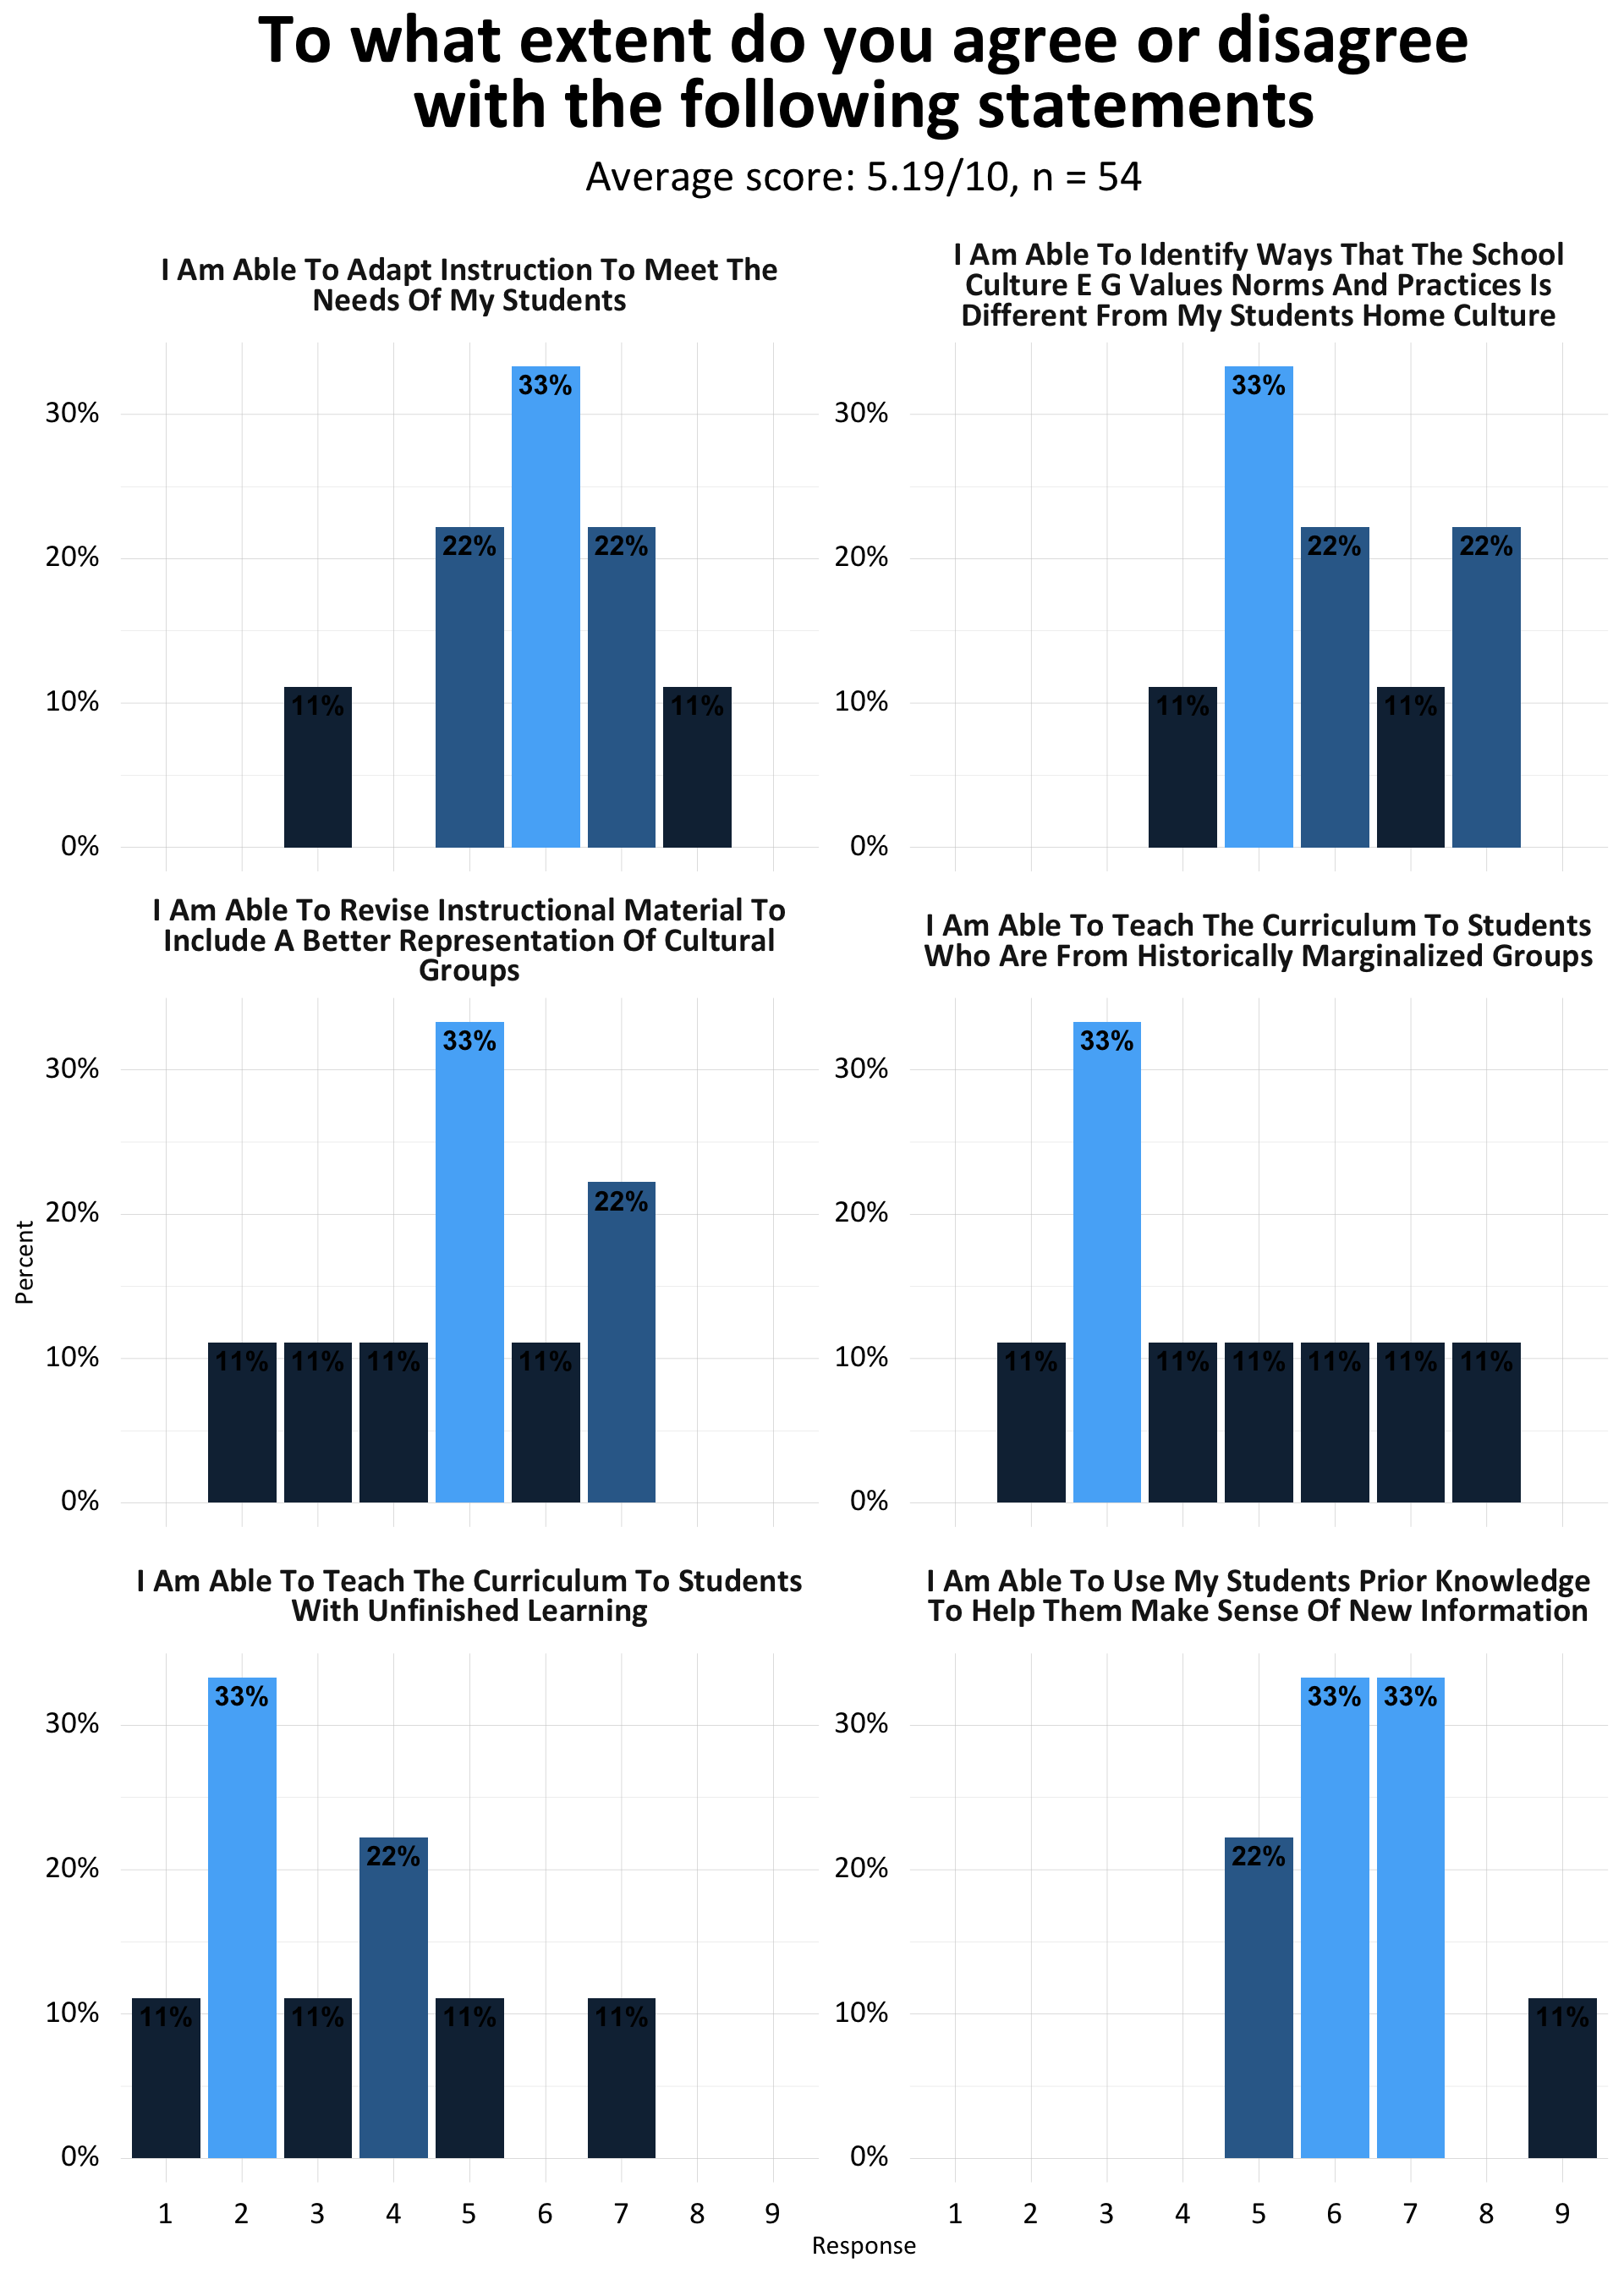 To what extent do you agree or disagree
with the following statements
Average score: 5.19/10, n = 54
I Am Able To Adapt Instruction To Meet The
Needs Of My Students
30%
20%
10%
0%
11%
22%
33%
22%
11%
I Am Able To Identify Ways That The School
Culture E G Values Norms And Practices Is
Different From My Students Home Culture
30%
20%
10%
0%
11%
33%
22%
11%
22%
I Am Able To Revise Instructional Material To
Include A Better Representation Of Cultural
Groups
30%
20%
10%
0%
11%
11%
11%
33%
11%
22%
I Am Able To Teach The Curriculum To Students
Who Are From Historically Marginalized Groups
30%
20%
10%
0%
11%
33%
11%
11%
11%
11%
11%
Percent
I Am Able To Teach The Curriculum To Students
With Unfinished Learning
30%
20%
10%
0%
11%
33%
11%
22%
11%
11%
1 2 3 4 5 6 7 8 9
I Am Able To Use My Students Prior Knowledge
To Help Them Make Sense Of New Information
30%
20%
10%
0%
22%
33%
33%
11%
1 2 3 4 5 6 7 8 9
Response